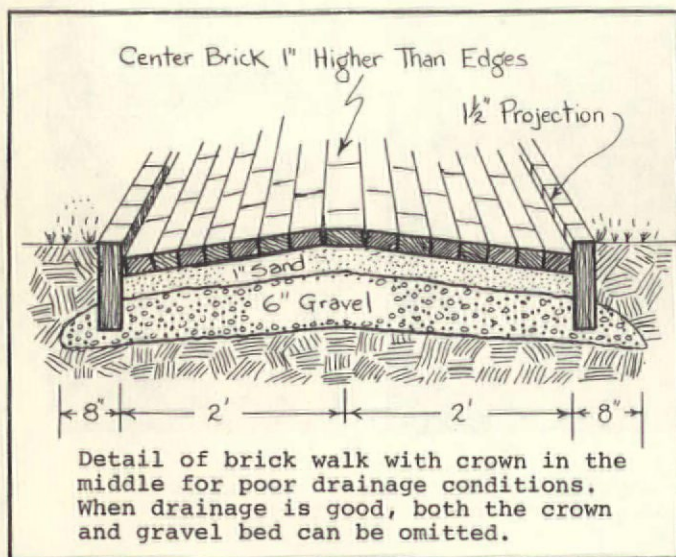 Center Brick 1" Higher Than Edges
1½" Projection
1" Sand
6" Gravel
8"
2'
2'
8"
Detail of brick walk with crown in the
middle for poor drainage conditions.
When drainage is good, both the crown
and gravel bed can be omitted.